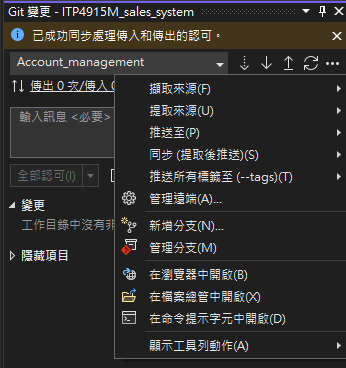 Git 變更 - ITP4915M_sales_system
已成功同步處理傳入和傳出的認可。
Account_management
傳出 0 次/傳入 0
擷取來源(F)
提取來源(U)
輸入訊息 <必要>
推送至(P)
同步 (提取後推送)(S)
推送所有標籤至 (--tags)(T)
全部認可(I)
管理遠端(A)...
變更
新增分支(N)...
工作目錄中沒有
管理分支(M)
隱藏項目
在瀏覽器中開啟(B)
在檔案總管中開啟(X)
在命令提示字元中開啟(D)
顯示工具列動作(A)